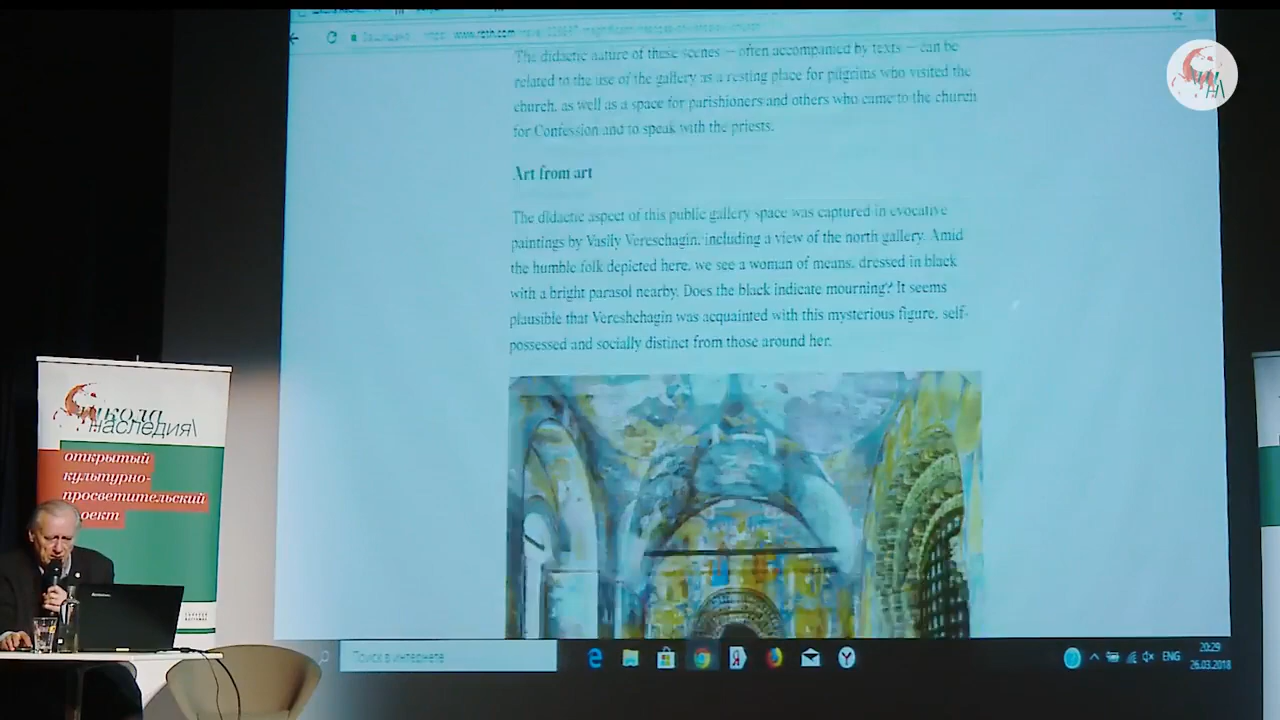 www.rbth.com
The didactic nature of these scenes — often accompanied by texts — can be
related to the use of the gallery as a resting place for pilgrims who visited the
church, as well as a space for parishioners and others who came to the church
for Confession and to speak with the priests.
Art from art
The didactic aspect of this public gallery space was captured in evocative
paintings by Vasily Vereschagin, including a view of the north gallery. Amid
the humble folk depicted here, we see a woman of means, dressed in black
with a bright parasol nearby. Does the black indicate mourning? It seems
plausible that Vereshchagin was acquainted with this mysterious figure, self-
possessed and socially distinct from those around her.
школа
наследия\
открытый
культурно-
просветительский
оект
Поиск в интернете
ENG
20:29
26.03.2018